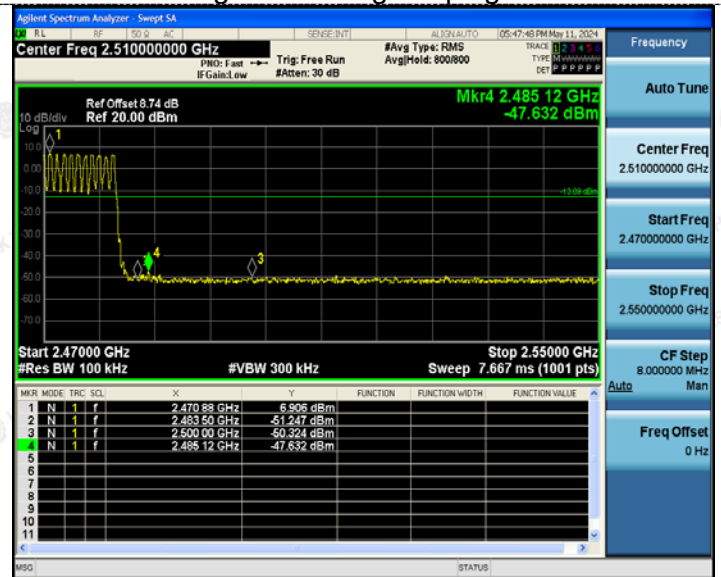 Agilent Spectrum Analyzer - Swept SA
RL RF 50 Ω AC SENSE:INT ALIGN AUTO 05:47:48 PM May 11, 2024
Center Freq 2.510000000 GHz
PNO: Fast
IFGain:Low
Trig: Free Run
#Atten: 30 dB
#Avg Type: RMS
Avg|Hold: 800/800
TRACE 1 2 3 4 5 6
TYPE M WWWWW
DET P P P P P P
Frequency
Mkr4 2.485 12 GHz
-47.632 dBm
Ref Offset 8.74 dB
10 dB/div Ref 20.00 dBm
Log
10.0
0.00
-10.0
-20.0
-30.0
-40.0
-50.0
-60.0
-70.0
1
4
3
-13.09 dBm
Start 2.47000 GHz Stop 2.55000 GHz
#Res BW 100 kHz #VBW 300 kHz Sweep 7.667 ms (1001 pts)
MKR MODE TRC SCL X Y FUNCTION FUNCTION WIDTH FUNCTION VALUE
1 N 1 f 2.470 88 GHz 6.906 dBm
2 N 1 f 2.483 50 GHz -51.247 dBm
3 N 1 f 2.500 00 GHz -50.324 dBm
4 N 1 f 2.485 12 GHz -47.632 dBm
5
6
7
8
9
10
11
MSG STATUS
Auto Tune
Center Freq
2.510000000 GHz
Start Freq
2.470000000 GHz
Stop Freq
2.550000000 GHz
CF Step
8.000000 MHz
Auto Man
Freq Offset
0 Hz